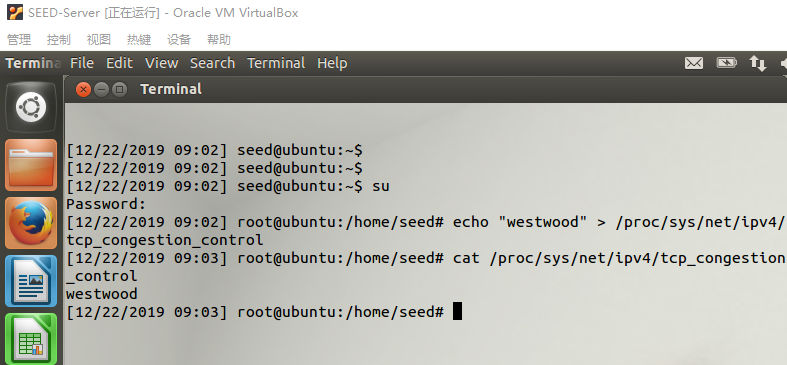 SEED-Server [正在运行] - Oracle VM VirtualBox
管理 控制 视图 热键 设备 帮助
Termina File Edit View Search Terminal Help
Terminal
[12/22/2019 09:02] seed@ubuntu:~$
[12/22/2019 09:02] seed@ubuntu:~$
[12/22/2019 09:02] seed@ubuntu:~$ su
Password:
[12/22/2019 09:02] root@ubuntu:/home/seed# echo "westwood" > /proc/sys/net/ipv4/
tcp_congestion_control
[12/22/2019 09:03] root@ubuntu:/home/seed# cat /proc/sys/net/ipv4/tcp_congestion
_control
westwood
[12/22/2019 09:03] root@ubuntu:/home/seed#